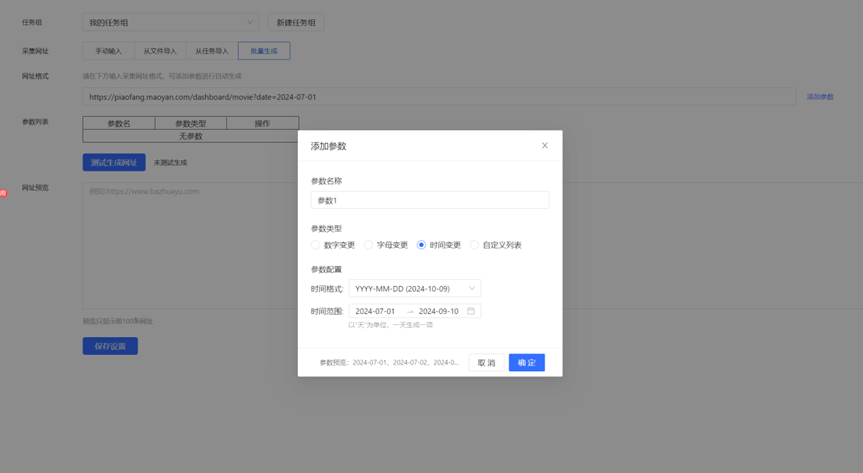 任务组 我的任务组 新建任务组
采集网址 手动输入 从文件导入 从任务导入 批量生成
网址格式 请在下方输入采集网址格式，可添加参数进行自动生成
https://piaofang.maoyan.com/dashboard/movie?date=2024-07-01 添加参数
参数列表 参数名 参数类型 操作
无参数
测试生成网址 未测试生成
网址预览 例如:https://www.bazhuayu.com
预览只显示前100条网址
保存设置
添加参数
参数名称
参数1
参数类型
数字变更 字母变更 时间变更 自定义列表
参数配置
时间格式: YYYY-MM-DD (2024-10-09)
时间范围: 2024-07-01 → 2024-09-10
以"天"为单位，一天生成一项
参数预览：2024-07-01、2024-07-02、2024-0... 取消 确定